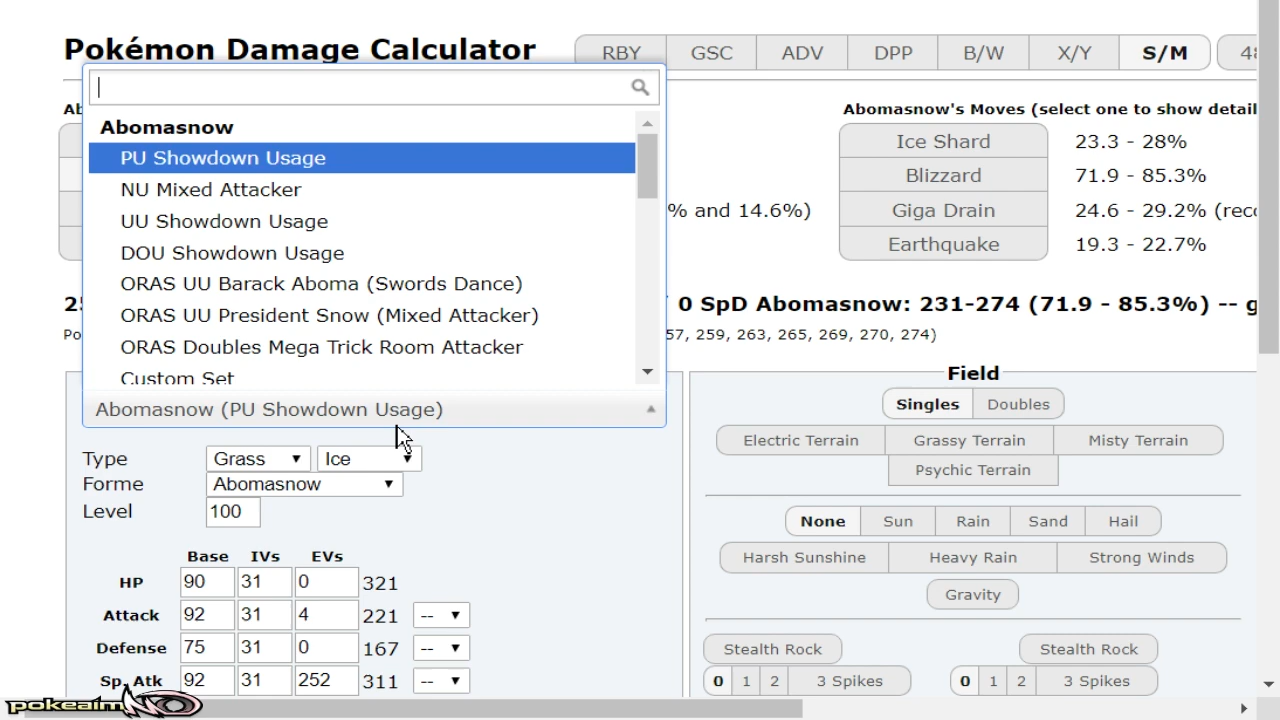 Pokémon Damage Calculator
RBY GSC ADV DPP B/W X/Y S/M 48
Ab
Abomasnow's Moves (select one to show detail
Abomasnow
PU Showdown Usage
NU Mixed Attacker
UU Showdown Usage
DOU Showdown Usage
ORAS UU Barack Aboma (Swords Dance)
ORAS UU President Snow (Mixed Attacker)
ORAS Doubles Mega Trick Room Attacker
Custom Set
Abomasnow (PU Showdown Usage)
% and 14.6%)
Ice Shard 23.3 - 28%
Blizzard 71.9 - 85.3%
Giga Drain 24.6 - 29.2% (reco
Earthquake 19.3 - 22.7%
25
0 SpD Abomasnow: 231-274 (71.9 - 85.3%) -- g
Po
57, 259, 263, 265, 269, 270, 274)
Type Grass Ice
Forme Abomasnow
Level 100
Base IVs EVs
HP 90 31 0 321
Attack 92 31 4 221 --
Defense 75 31 0 167 --
Sp. Atk 92 31 252 311 --
Field
Singles Doubles
Electric Terrain Grassy Terrain Misty Terrain
Psychic Terrain
None Sun Rain Sand Hail
Harsh Sunshine Heavy Rain Strong Winds
Gravity
Stealth Rock Stealth Rock
0 1 2 3 Spikes 0 1 2 3 Spikes
pokeaimMD